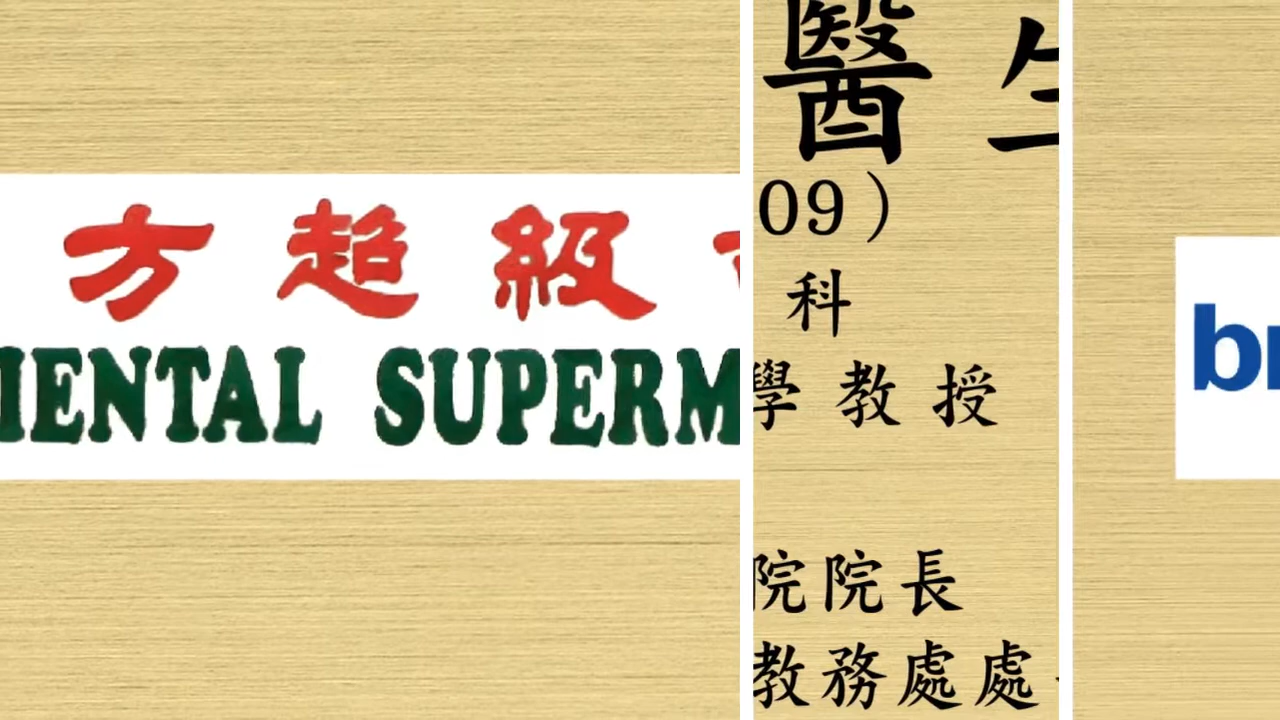 方超級
IENTAL SUPERM
醫生
09)
科
學教授
院院長
教務處處
br